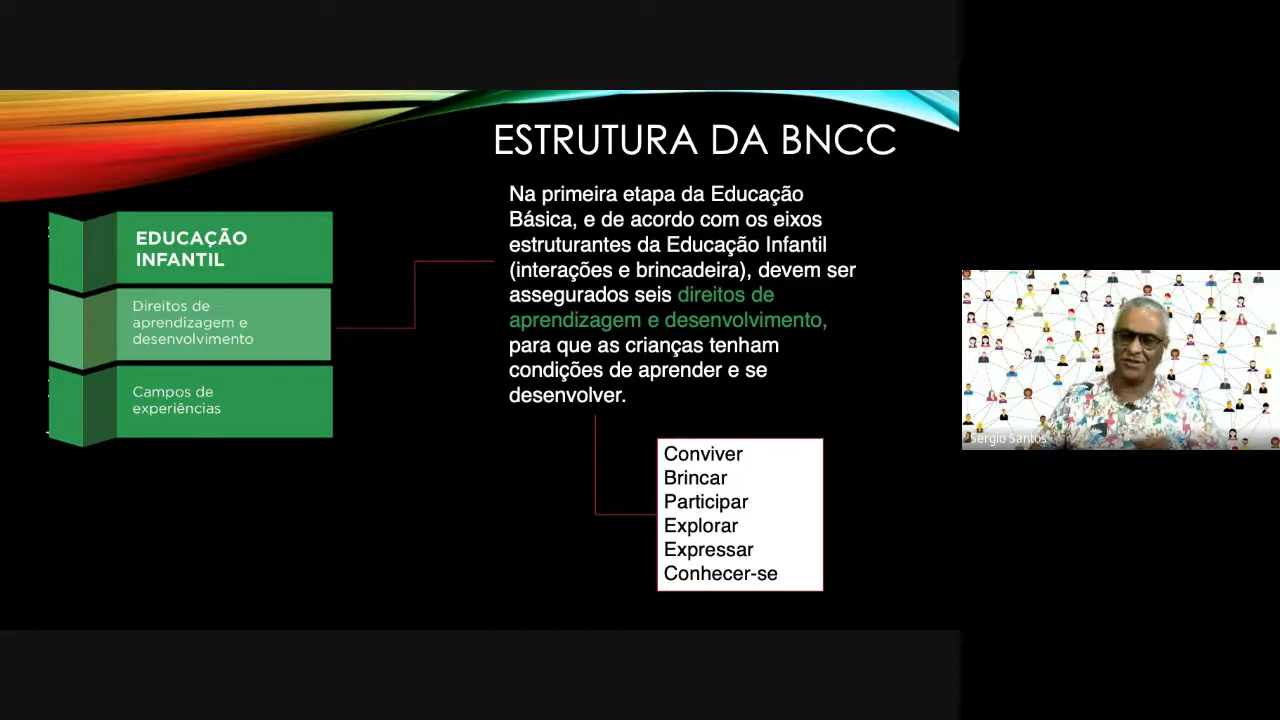 ESTRUTURA DA BNCC
EDUCAÇÃO
INFANTIL
Direitos de
aprendizagem e
desenvolvimento
Campos de
experiências
Na primeira etapa da Educação
Básica, e de acordo com os eixos
estruturantes da Educação Infantil
(interações e brincadeira), devem ser
assegurados seis direitos de
aprendizagem e desenvolvimento,
para que as crianças tenham
condições de aprender e se
desenvolver.
Conviver
Brincar
Participar
Explorar
Expressar
Conhecer-se
Sergio Santos